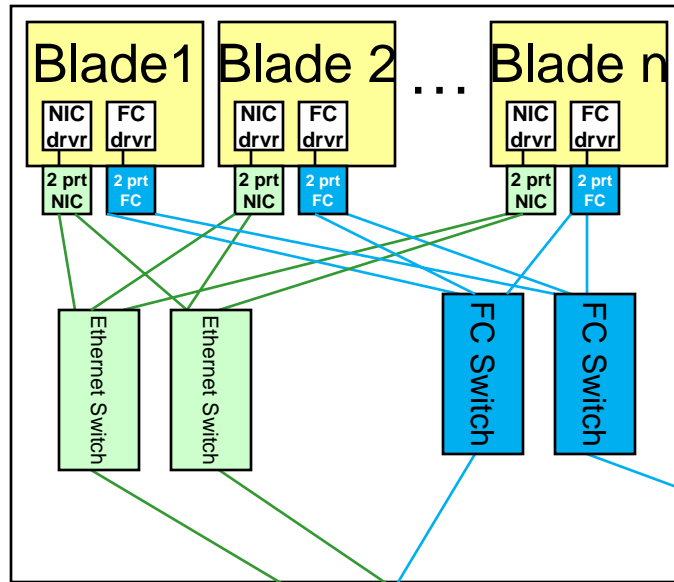 Blade1
Blade 2
...
Blade n
NIC
drvr
FC
drvr
NIC
drvr
FC
drvr
NIC
drvr
FC
drvr
2 prt
NIC
2 prt
FC
2 prt
NIC
2 prt
FC
2 prt
NIC
2 prt
FC
Ethernet Switch
Ethernet Switch
FC Switch
FC Switch